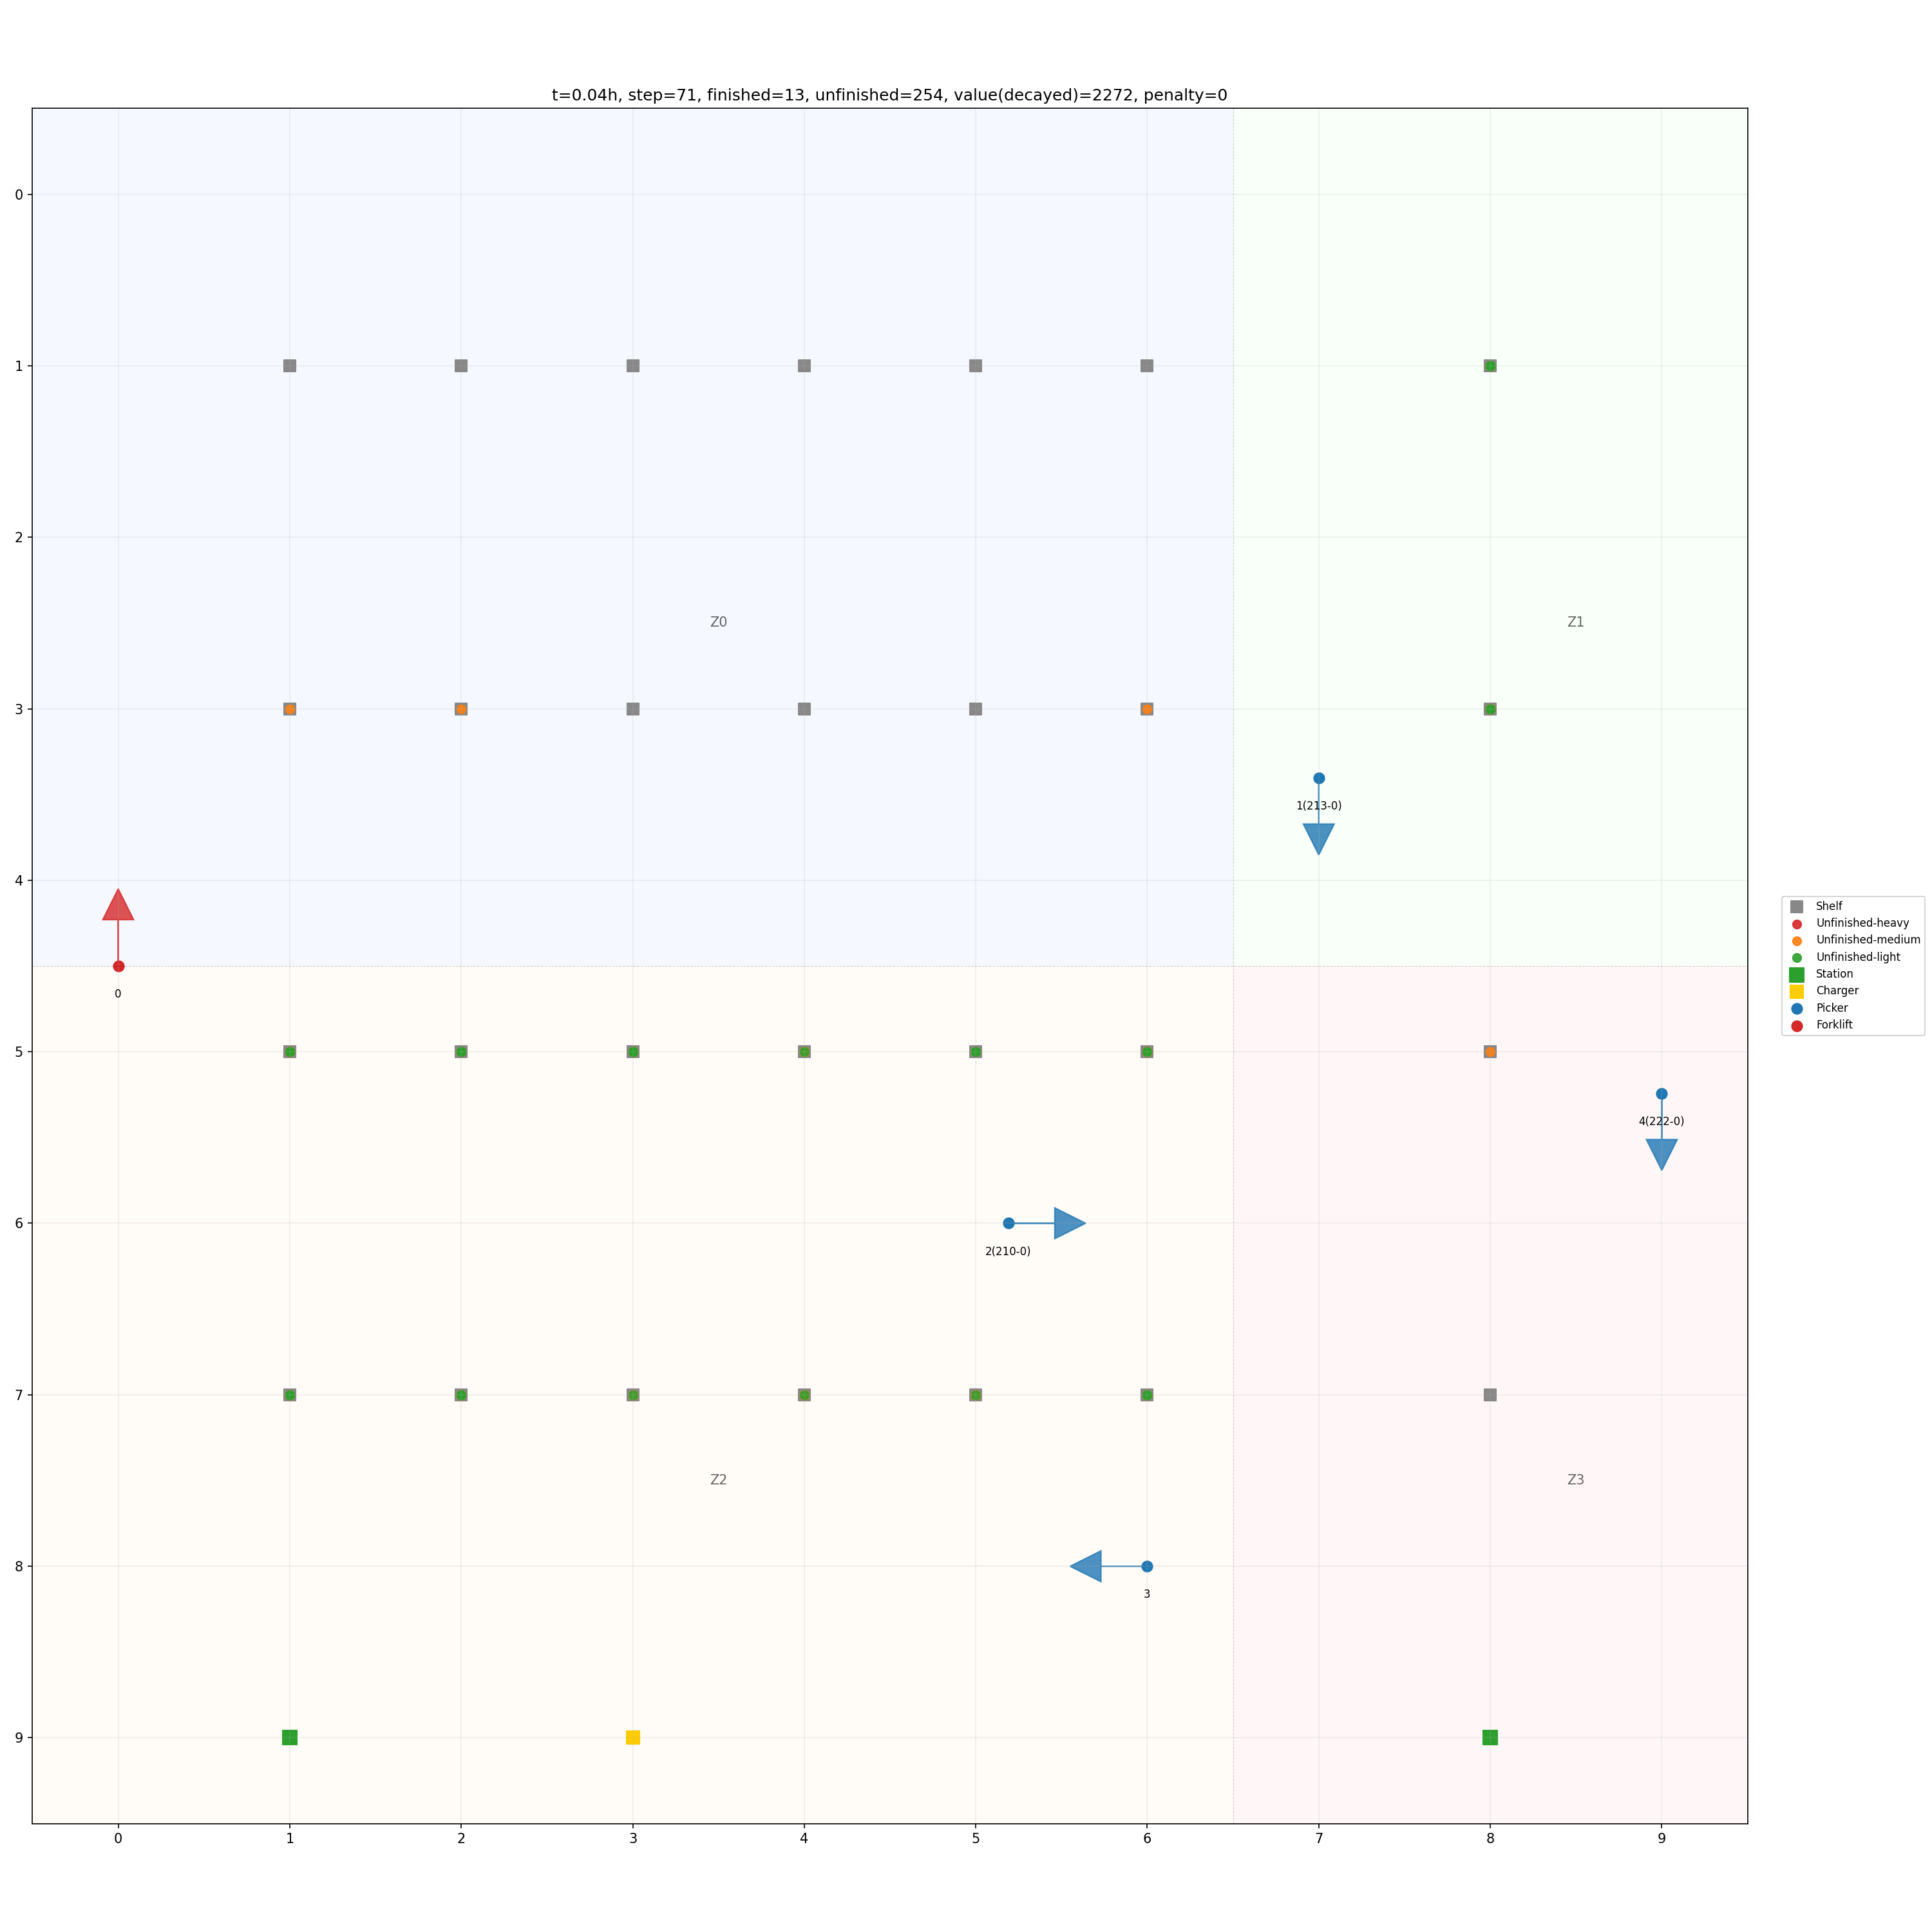 t=0.04h, step=71, finished=13, unfinished=254, value(decayed)=2272, penalty=0
0
1
2
Z0
Z1
3
1(213-0)
4
0
Shelf
Unfinished-heavy
Unfinished-medium
Unfinished-light
Station
Charger
Picker
Forklift
5
4(222-0)
6
2(210-0)
7
Z2
Z3
8
3
9
0 1 2 3 4 5 6 7 8 9